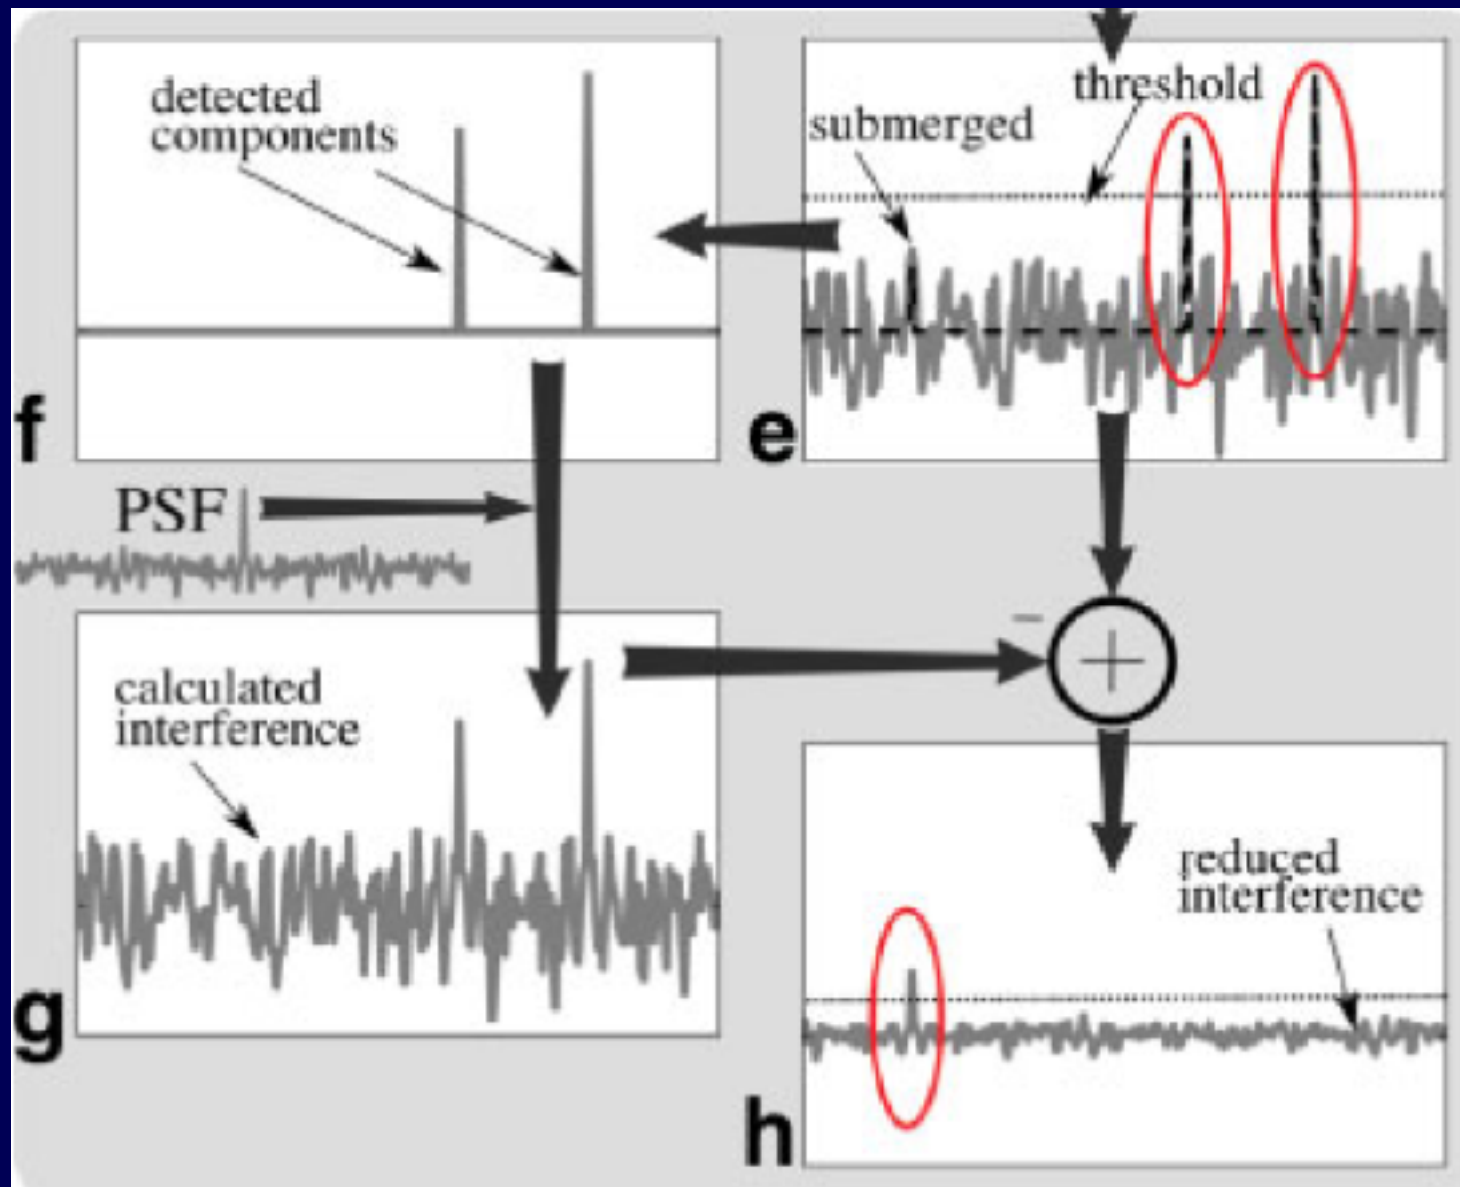 detected
components
f
threshold
submerged
e
PSF
calculated
interference
g
−
+
reduced
interference
h